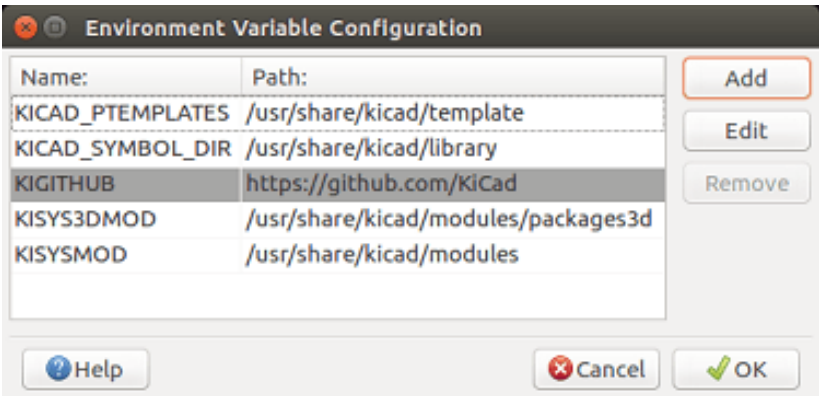 Environment Variable Configuration
Name: Path: Add
KICAD_PTEMPLATES /usr/share/kicad/template
KICAD_SYMBOL_DIR /usr/share/kicad/library Edit
KIGITHUB https://github.com/KiCad Remove
KISYS3DMOD /usr/share/kicad/modules/packages3d
KISYSMOD /usr/share/kicad/modules
Help Cancel OK